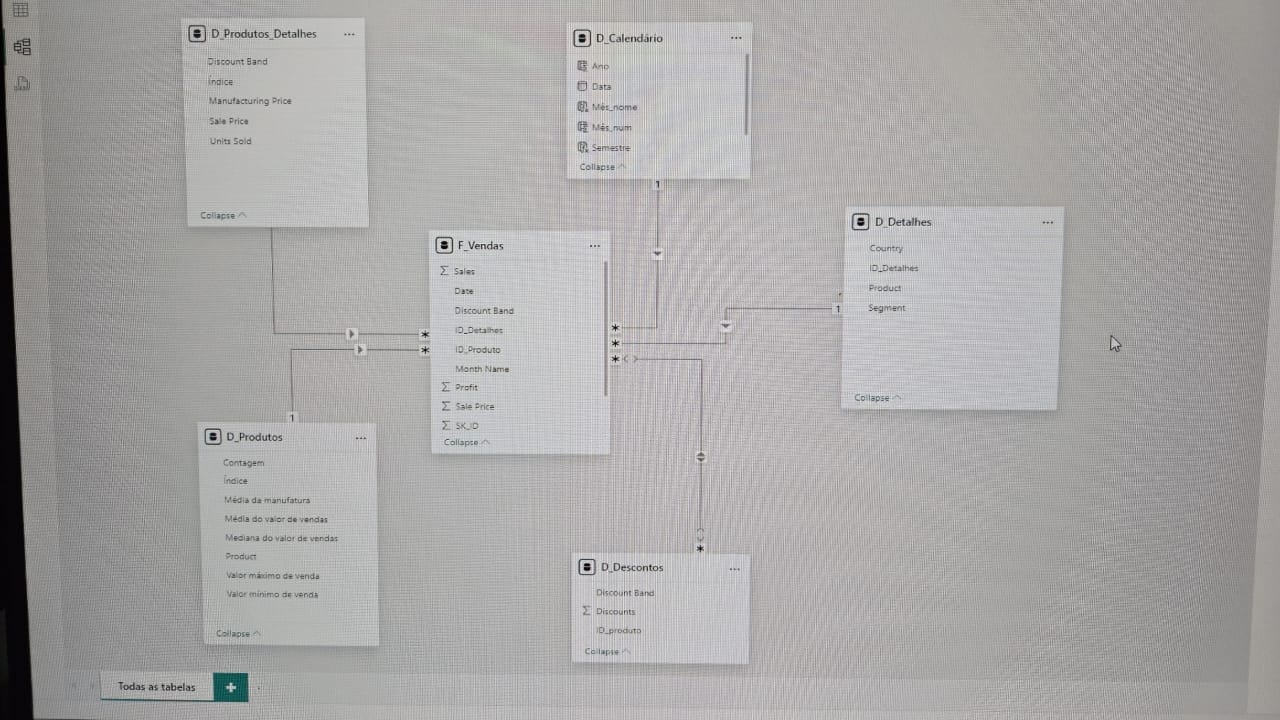 D_Produtos_Detalhes
Discount Band
Índice
Manufacturing Price
Sale Price
Units Sold
Collapse
D_Calendário
Ano
Data
Mês_nome
Mês_num
Semestre
Collapse
1
D_Detalhes
Country
ID_Detalhes
Product
Segment
Collapse
1
F_Vendas
Sales
Date
Discount Band
ID_Detalhes
ID_Produto
Month Name
Profit
Sale Price
SK_ID
Collapse
*
*
*
*
*
1
D_Produtos
Contagem
Índice
Média da manufatura
Média do valor de vendas
Mediana do valor de vendas
Product
Valor máximo de venda
Valor mínimo de venda
Collapse
*
D_Descontos
Discount Band
Discounts
ID_produto
Collapse
Todas as tabelas